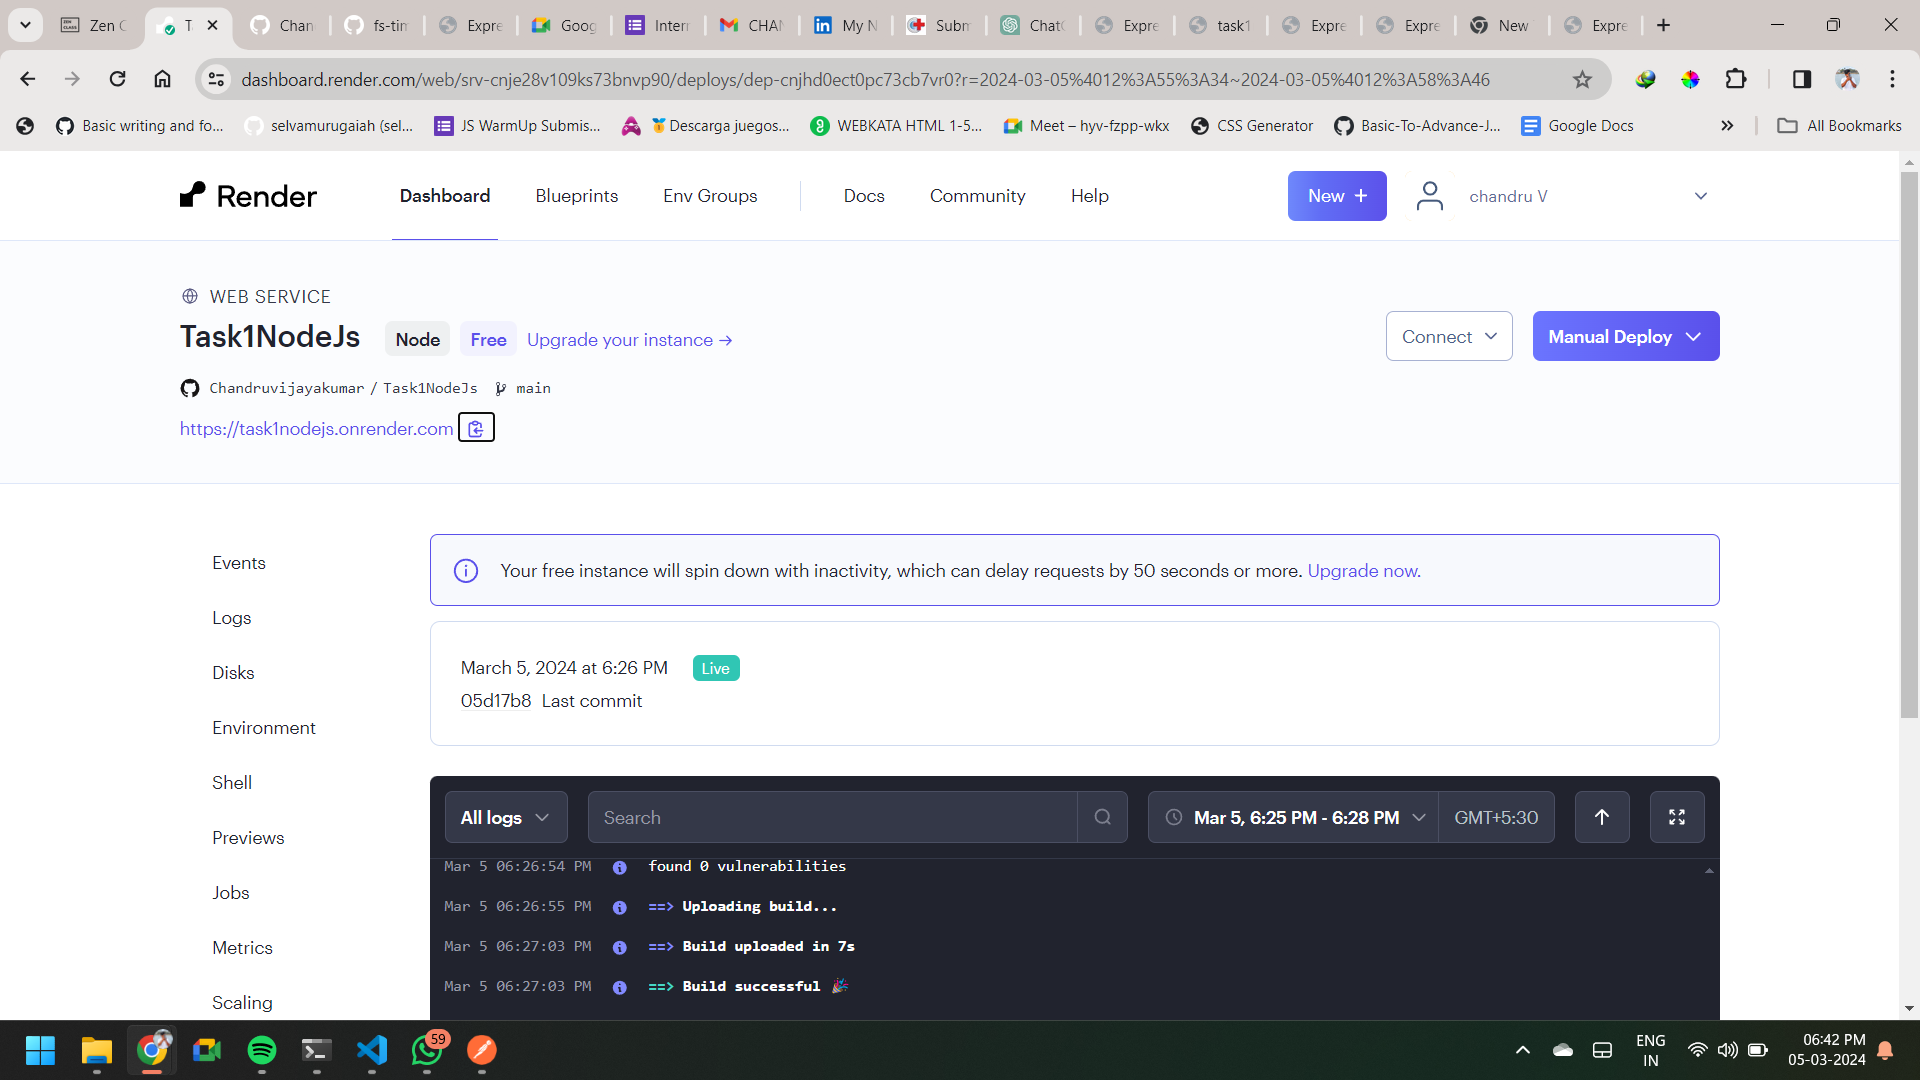 Zen C
T
Chan
fs-tim
Expre
Goog
Intern
CHAN
My N
Subm
ChatG
Expre
task1
Expre
Expre
New
Expre
dashboard.render.com/web/srv-cnje28v109ks73bnvp90/deploys/dep-cnjhd0ect0pc73cb7vr0?r=2024-03-05%4012%3A55%3A34~2024-03-05%4012%3A58%3A46
Basic writing and fo...
selvamurugaiah (sel...
JS WarmUp Submis...
Descarga juegos...
WEBKATA HTML 1-5...
Meet – hyv-fzpp-wkx
CSS Generator
Basic-To-Advance-J...
Google Docs
All Bookmarks
Render
Dashboard
Blueprints
Env Groups
Docs
Community
Help
New +
chandru V
WEB SERVICE
Task1NodeJs Node Free Upgrade your instance →
Connect
Manual Deploy
Chandruvijayakumar / Task1NodeJs main
https://task1nodejs.onrender.com
Events
Logs
Disks
Environment
Shell
Previews
Jobs
Metrics
Scaling
Your free instance will spin down with inactivity, which can delay requests by 50 seconds or more. Upgrade now.
March 5, 2024 at 6:26 PM Live
05d17b8 Last commit
All logs
Search
Mar 5, 6:25 PM - 6:28 PM
GMT+5:30
Mar 5 06:26:54 PM found 0 vulnerabilities
Mar 5 06:26:55 PM ==> Uploading build...
Mar 5 06:27:03 PM ==> Build uploaded in 7s
Mar 5 06:27:03 PM ==> Build successful 🎉
59
ENG
IN
06:42 PM
05-03-2024